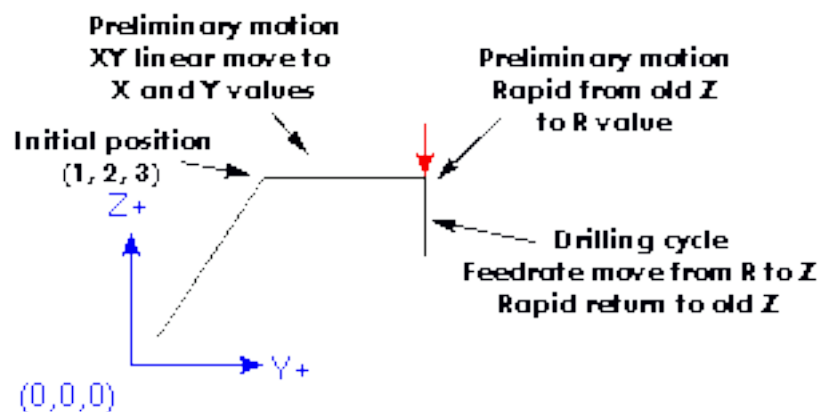 Preliminary motion
XY linear move to
X and Y values
Preliminary motion
Rapid from old Z
to R value
Initial position
(1, 2, 3)
Z+
Drilling cycle
Feedrate move from R to Z
Rapid return to old Z
Y+
(0,0,0)